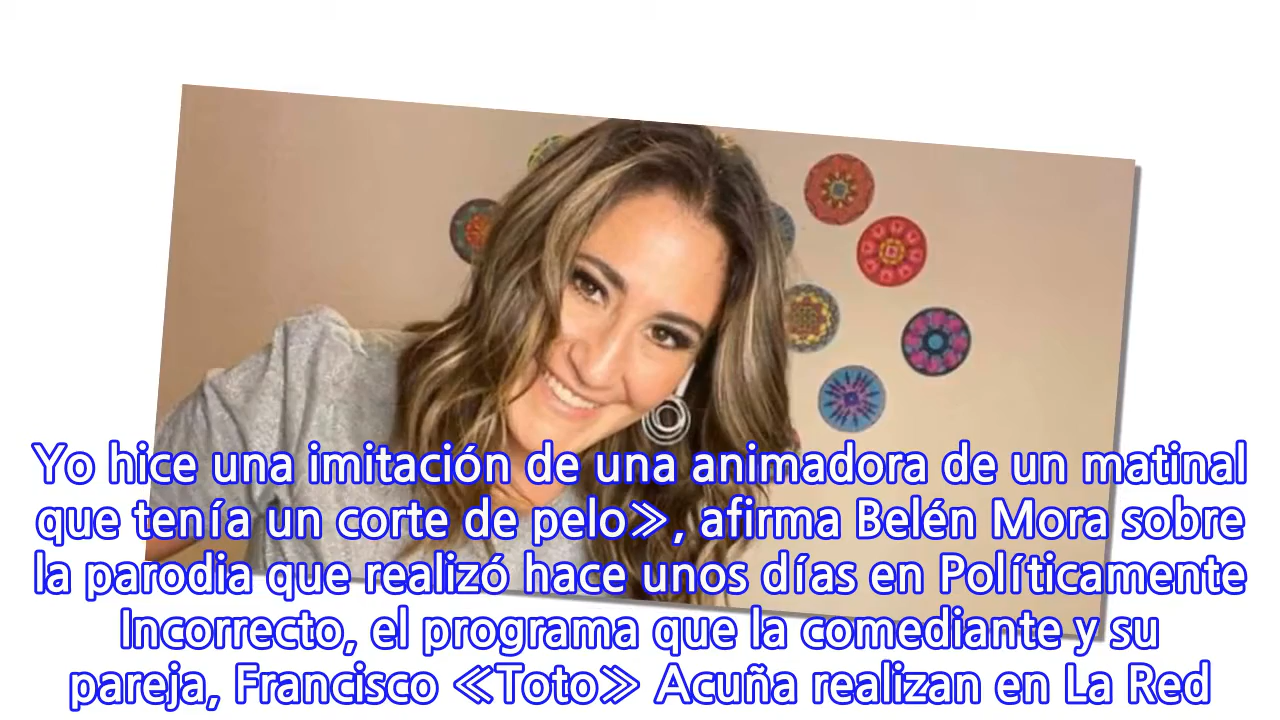 Yo hice una imitación de una animadora de un matinal
que tenía un corte de pelo≫, afirma Belén Mora sobre
la parodia que realizó hace unos días en Políticamente
Incorrecto, el programa que la comediante y su
pareja, Francisco ≪Toto≫ Acuña realizan en La Red